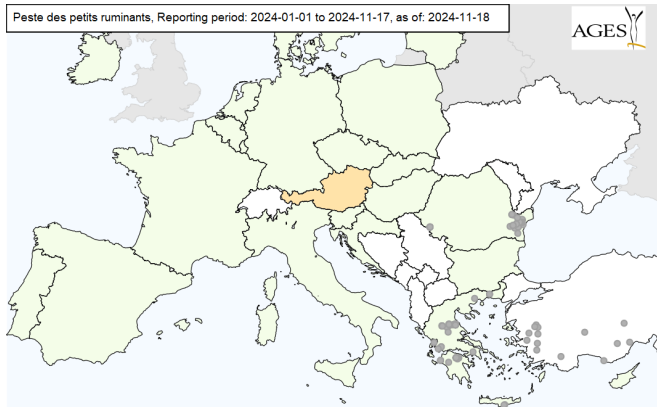 Peste des petits ruminants, Reporting period: 2024-01-01 to 2024-11-17, as of: 2024-11-18
AGES